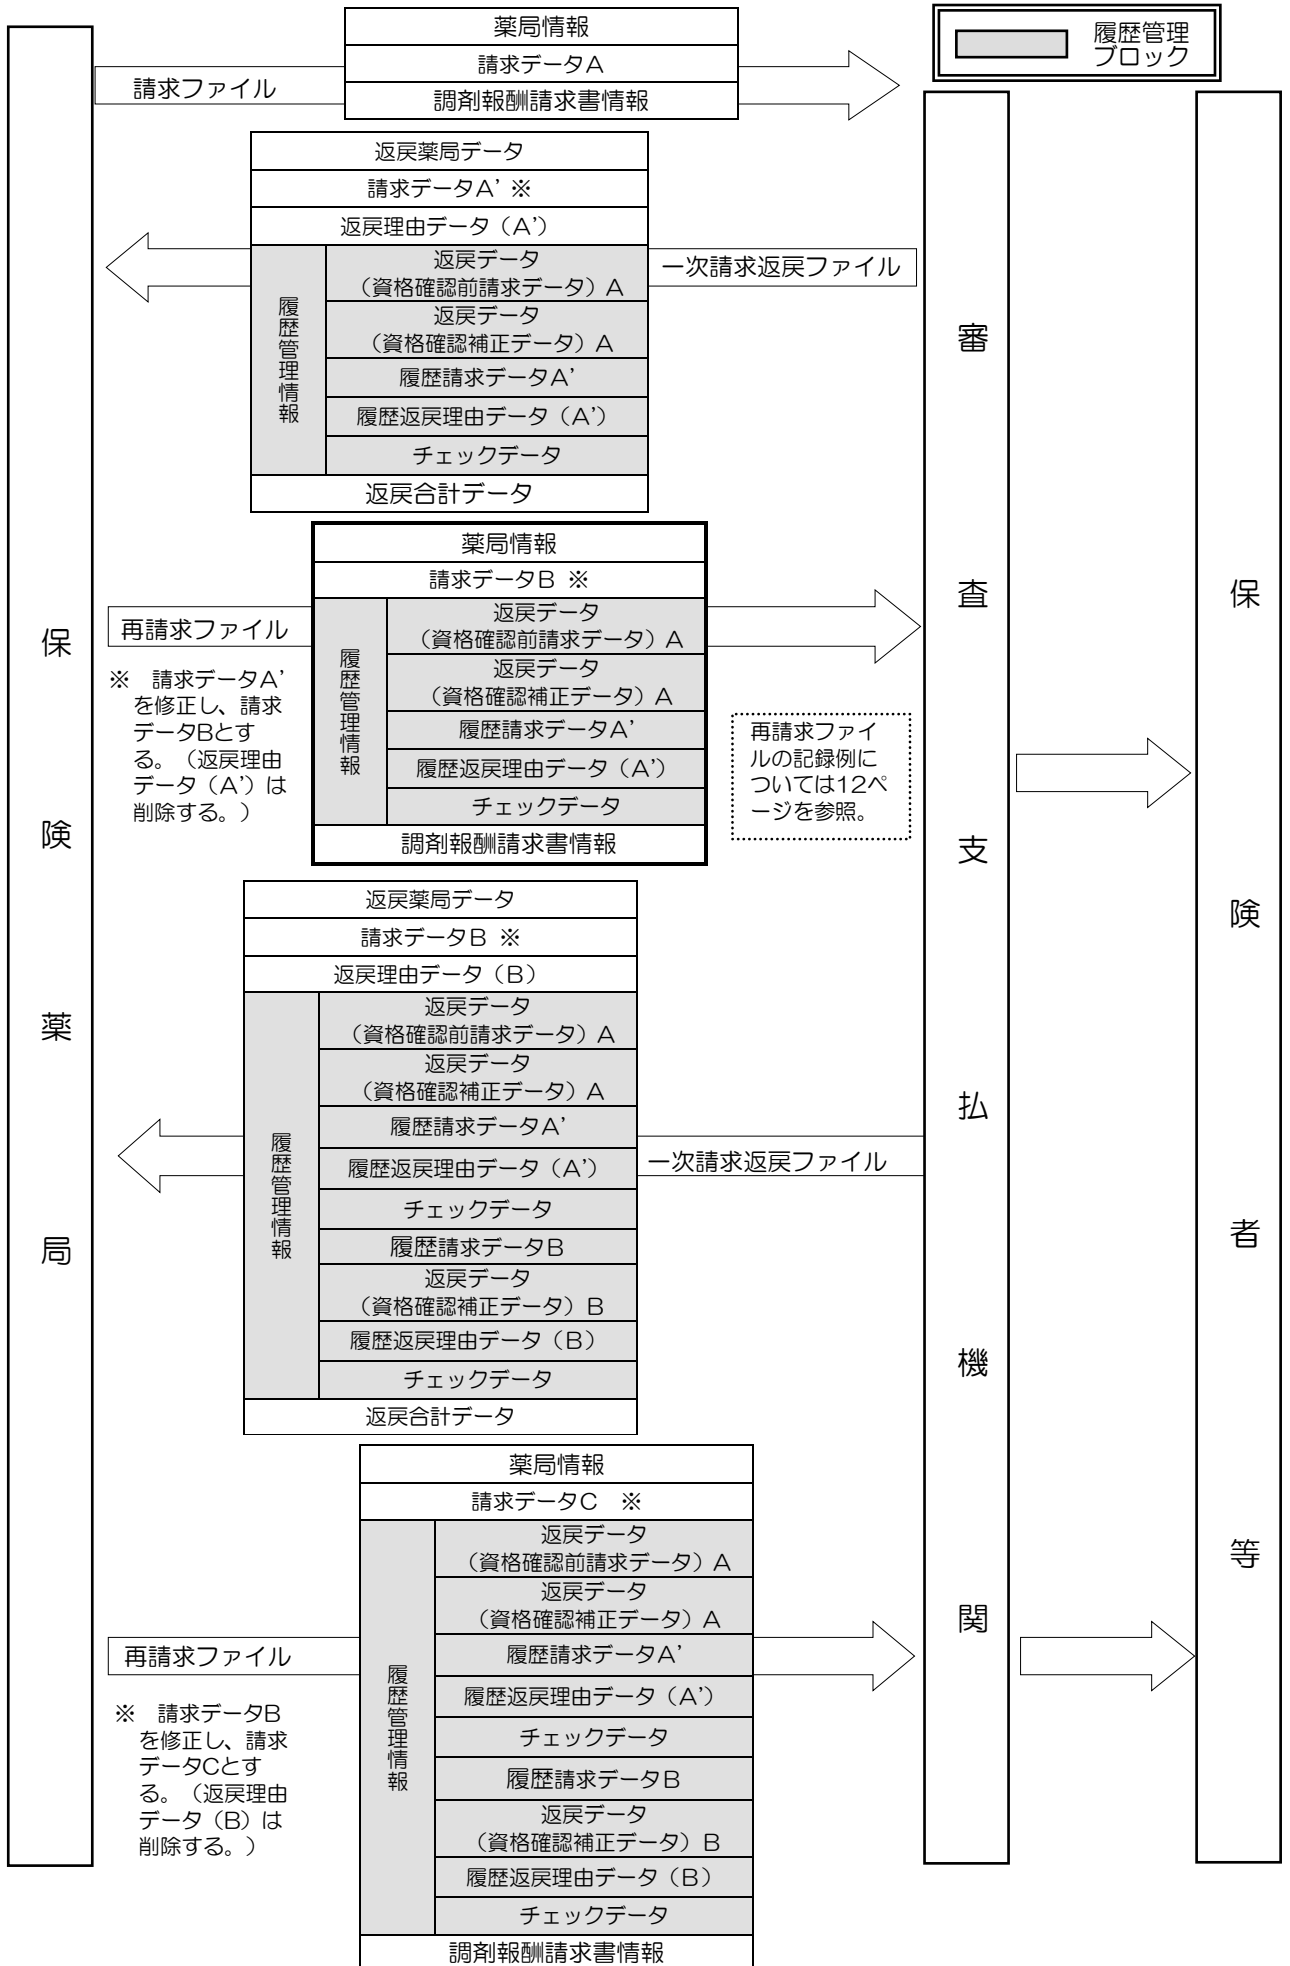 薬局情報
請求データA
調剤報酬請求書情報
請求ファイル
履歴管理
ブロック
返戻薬局データ
請求データA’ ※
返戻理由データ（A’）
履歴管理情報
返戻データ
（資格確認前請求データ）A
返戻データ
（資格確認補正データ）A
履歴請求データA’
履歴返戻理由データ（A’）
チェックデータ
返戻合計データ
一次請求返戻ファイル
薬局情報
請求データB ※
履歴管理情報
返戻データ
（資格確認前請求データ）A
返戻データ
（資格確認補正データ）A
履歴請求データA’
履歴返戻理由データ（A’）
チェックデータ
調剤報酬請求書情報
再請求ファイル
※　請求データA’
を修正し、請求
データBとす
る。（返戻理由
データ（A’）は
削除する。）
再請求ファイ
ルの記録例に
ついては12ペ
ージを参照。
返戻薬局データ
請求データB ※
返戻理由データ（B）
履歴管理情報
返戻データ
（資格確認前請求データ）A
返戻データ
（資格確認補正データ）A
履歴請求データA’
履歴返戻理由データ（A’）
チェックデータ
履歴請求データB
返戻データ
（資格確認補正データ）B
履歴返戻理由データ（B）
チェックデータ
返戻合計データ
一次請求返戻ファイル
薬局情報
請求データC　※
履歴管理情報
返戻データ
（資格確認前請求データ）A
返戻データ
（資格確認補正データ）A
履歴請求データA’
履歴返戻理由データ（A’）
チェックデータ
履歴請求データB
返戻データ
（資格確認補正データ）B
履歴返戻理由データ（B）
チェックデータ
調剤報酬請求書情報
再請求ファイル
※　請求データB
を修正し、請求
データCとす
る。（返戻理由
データ（B）は
削除する。）
保険薬局
審査支払機関
保険者等